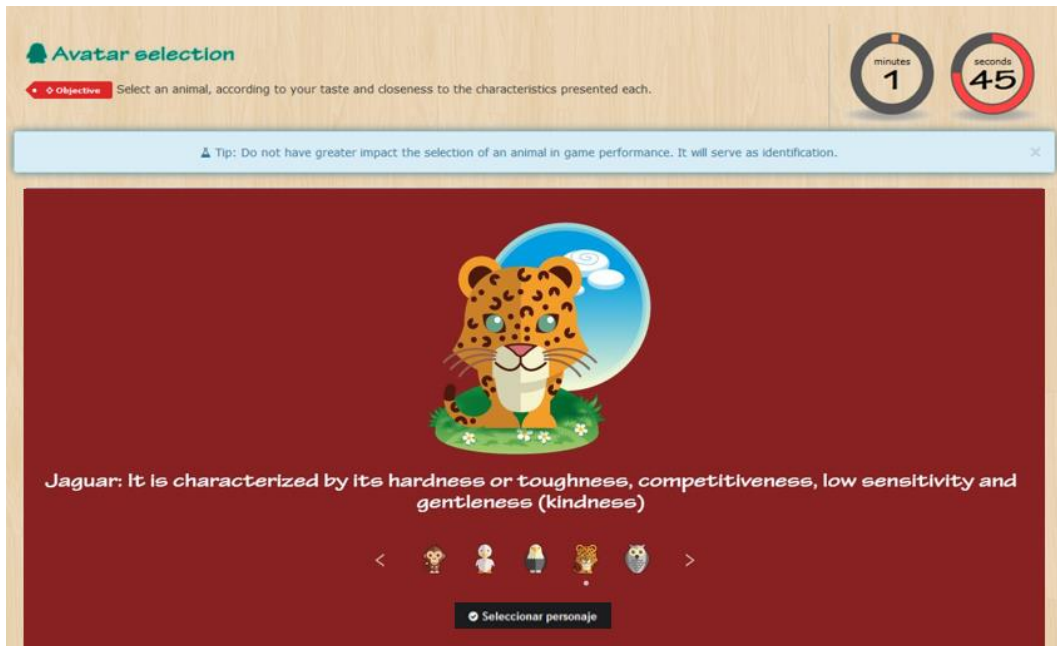 Avatar selection
Objective Select an animal, according to your taste and closeness to the characteristics presented each.
minutes
1
seconds
45
Tip: Do not have greater impact the selection of an animal in game performance. It will serve as identification.
Jaguar: It is characterized by its hardness or toughness, competitiveness, low sensitivity and
gentleness (kindness)
Seleccionar personaje